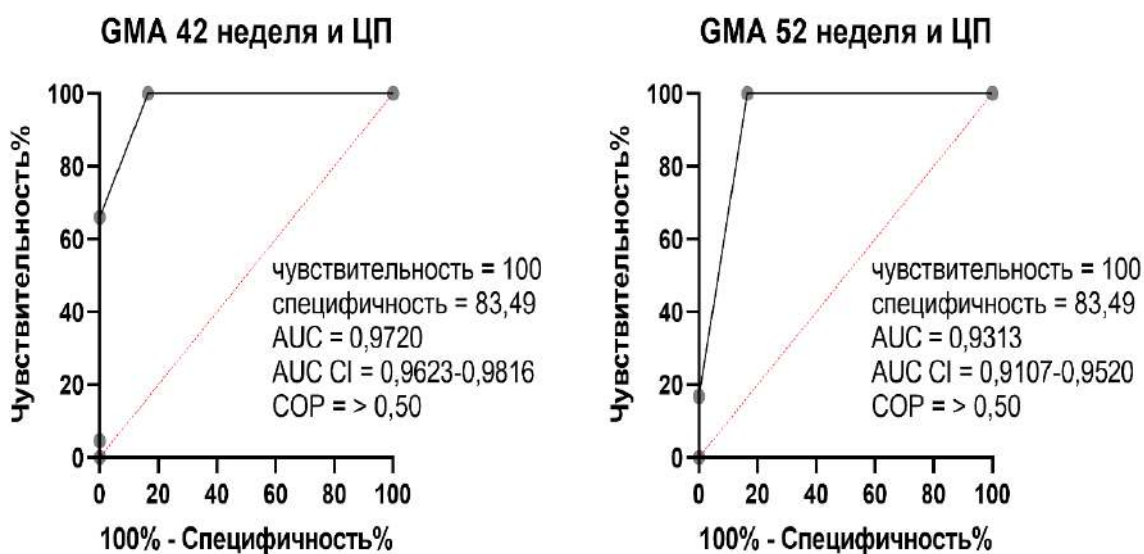 GMA 42 неделя и ЦП
Чувствительность%
100
80
60
40
20
0
чувствительность = 100
специфичность = 83,49
AUC = 0,9720
AUC CI = 0,9623-0,9816
COP = > 0,50
0 20 40 60 80 100
100% - Специфичность%
GMA 52 неделя и ЦП
Чувствительность%
100
80
60
40
20
0
чувствительность = 100
специфичность = 83,49
AUC = 0,9313
AUC CI = 0,9107-0,9520
COP = > 0,50
0 20 40 60 80 100
100% - Специфичность%